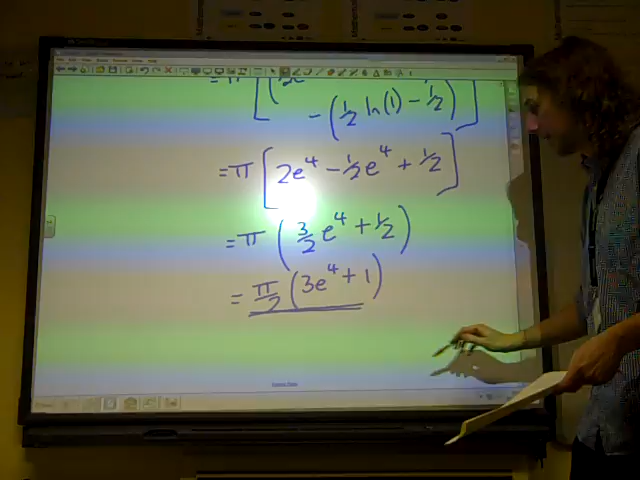 = π [
- (½ ln(1) - ½)]
= π [2e⁴ - ½e⁴ + ½]
= π (3/2 e⁴ + ½)
= π/2 (3e⁴ + 1)